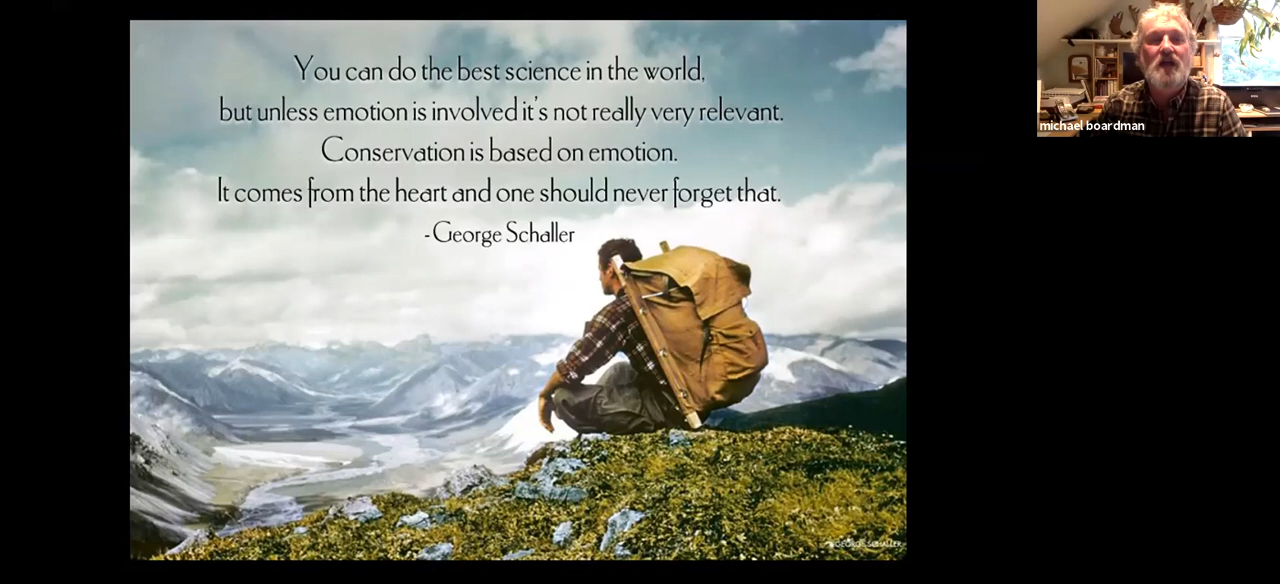 You can do the best science in the world,
but unless emotion is involved it's not really very relevant.
Conservation is based on emotion.
It comes from the heart and one should never forget that.
-George Schaller
michael boardman
©GEORGE SCHALLER